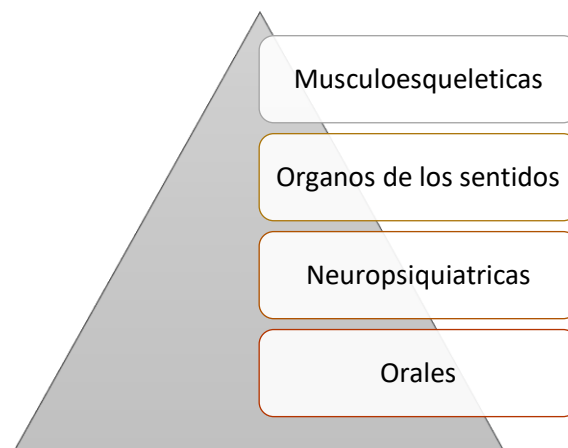 Musculoesqueleticas
Organos de los sentidos
Neuropsiquiatricas
Orales